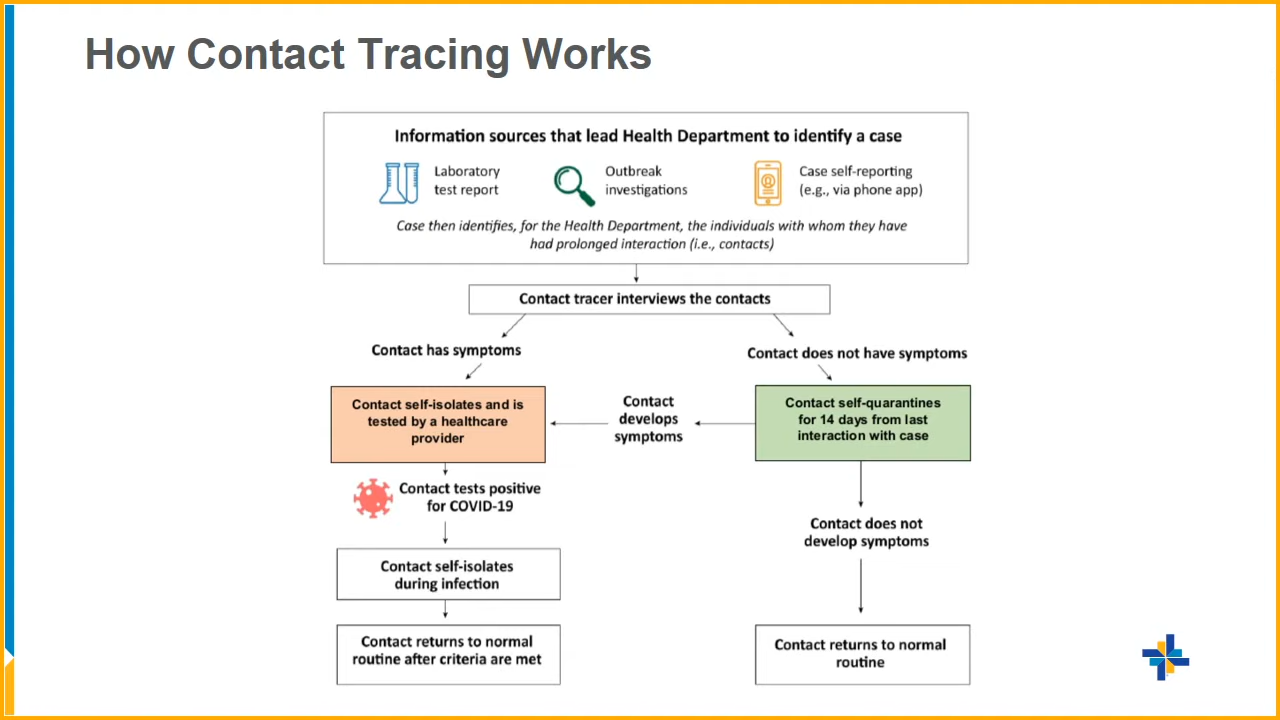 How Contact Tracing Works
Information sources that lead Health Department to identify a case
Laboratory
test report
Outbreak
investigations
Case self-reporting
(e.g., via phone app)
Case then identifies, for the Health Department, the individuals with whom they have
had prolonged interaction (i.e., contacts)
Contact tracer interviews the contacts
Contact has symptoms
Contact does not have symptoms
Contact self-isolates and is
tested by a healthcare
provider
Contact
develops
symptoms
Contact self-quarantines
for 14 days from last
interaction with case
Contact tests positive
for COVID-19
Contact does not
develop symptoms
Contact self-isolates
during infection
Contact returns to normal
routine after criteria are met
Contact returns to normal
routine